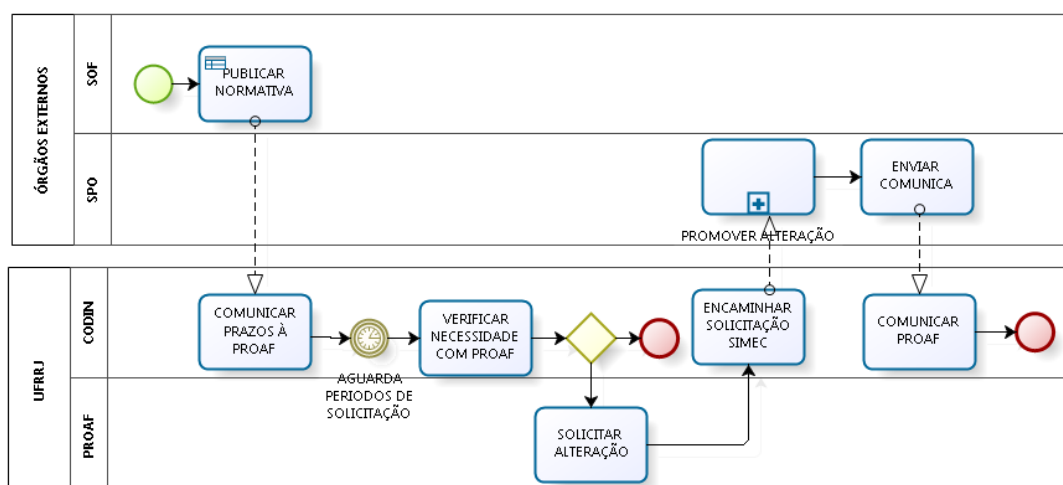 ÓRGÃOS EXTERNOS
SOF
PUBLICAR
NORMATIVA
SPO
PROMOVER ALTERAÇÃO
ENVIAR
COMUNICA
UFRRJ
CODIN
COMUNICAR
PRAZOS À
PROAF
AGUARDA
PERIODOS DE
SOLICITAÇÃO
VERIFICAR
NECESSIDADE
COM PROAF
ENCAMINHAR
SOLICITAÇÃO
SIMEC
COMUNICAR
PROAF
PROAF
SOLICITAR
ALTERAÇÃO